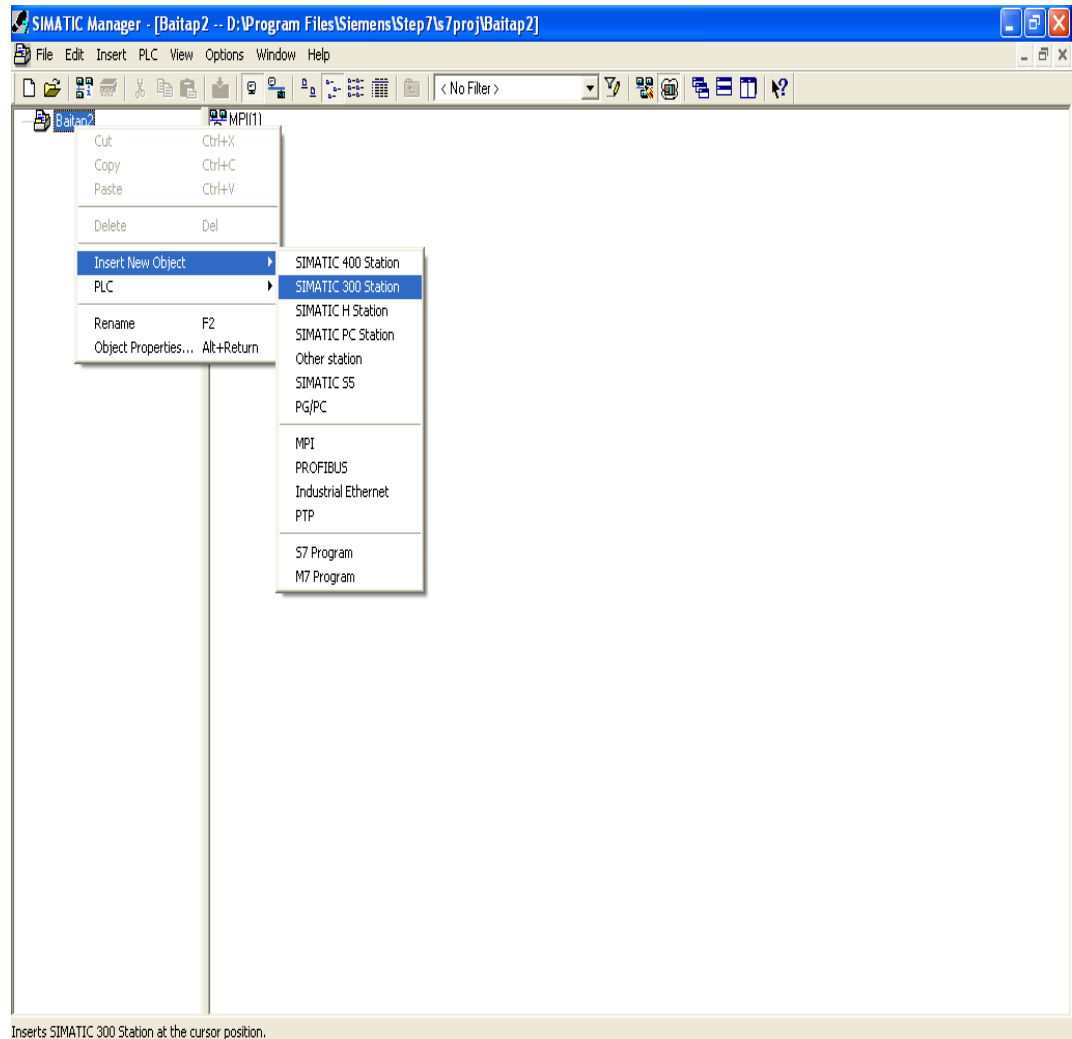 SIMATIC Manager - [Baitap2 -- D:\Program Files\Siemens\Step7\s7proj\Baitap2]
File Edit Insert PLC View Options Window Help
< No Filter >
Baitap2
MPI(1)
Cut Ctrl+X
Copy Ctrl+C
Paste Ctrl+V
Delete Del
Insert New Object
PLC
Rename F2
Object Properties... Alt+Return
SIMATIC 400 Station
SIMATIC 300 Station
SIMATIC H Station
SIMATIC PC Station
Other station
SIMATIC S5
PG/PC
MPI
PROFIBUS
Industrial Ethernet
PTP
S7 Program
M7 Program
Inserts SIMATIC 300 Station at the cursor position.